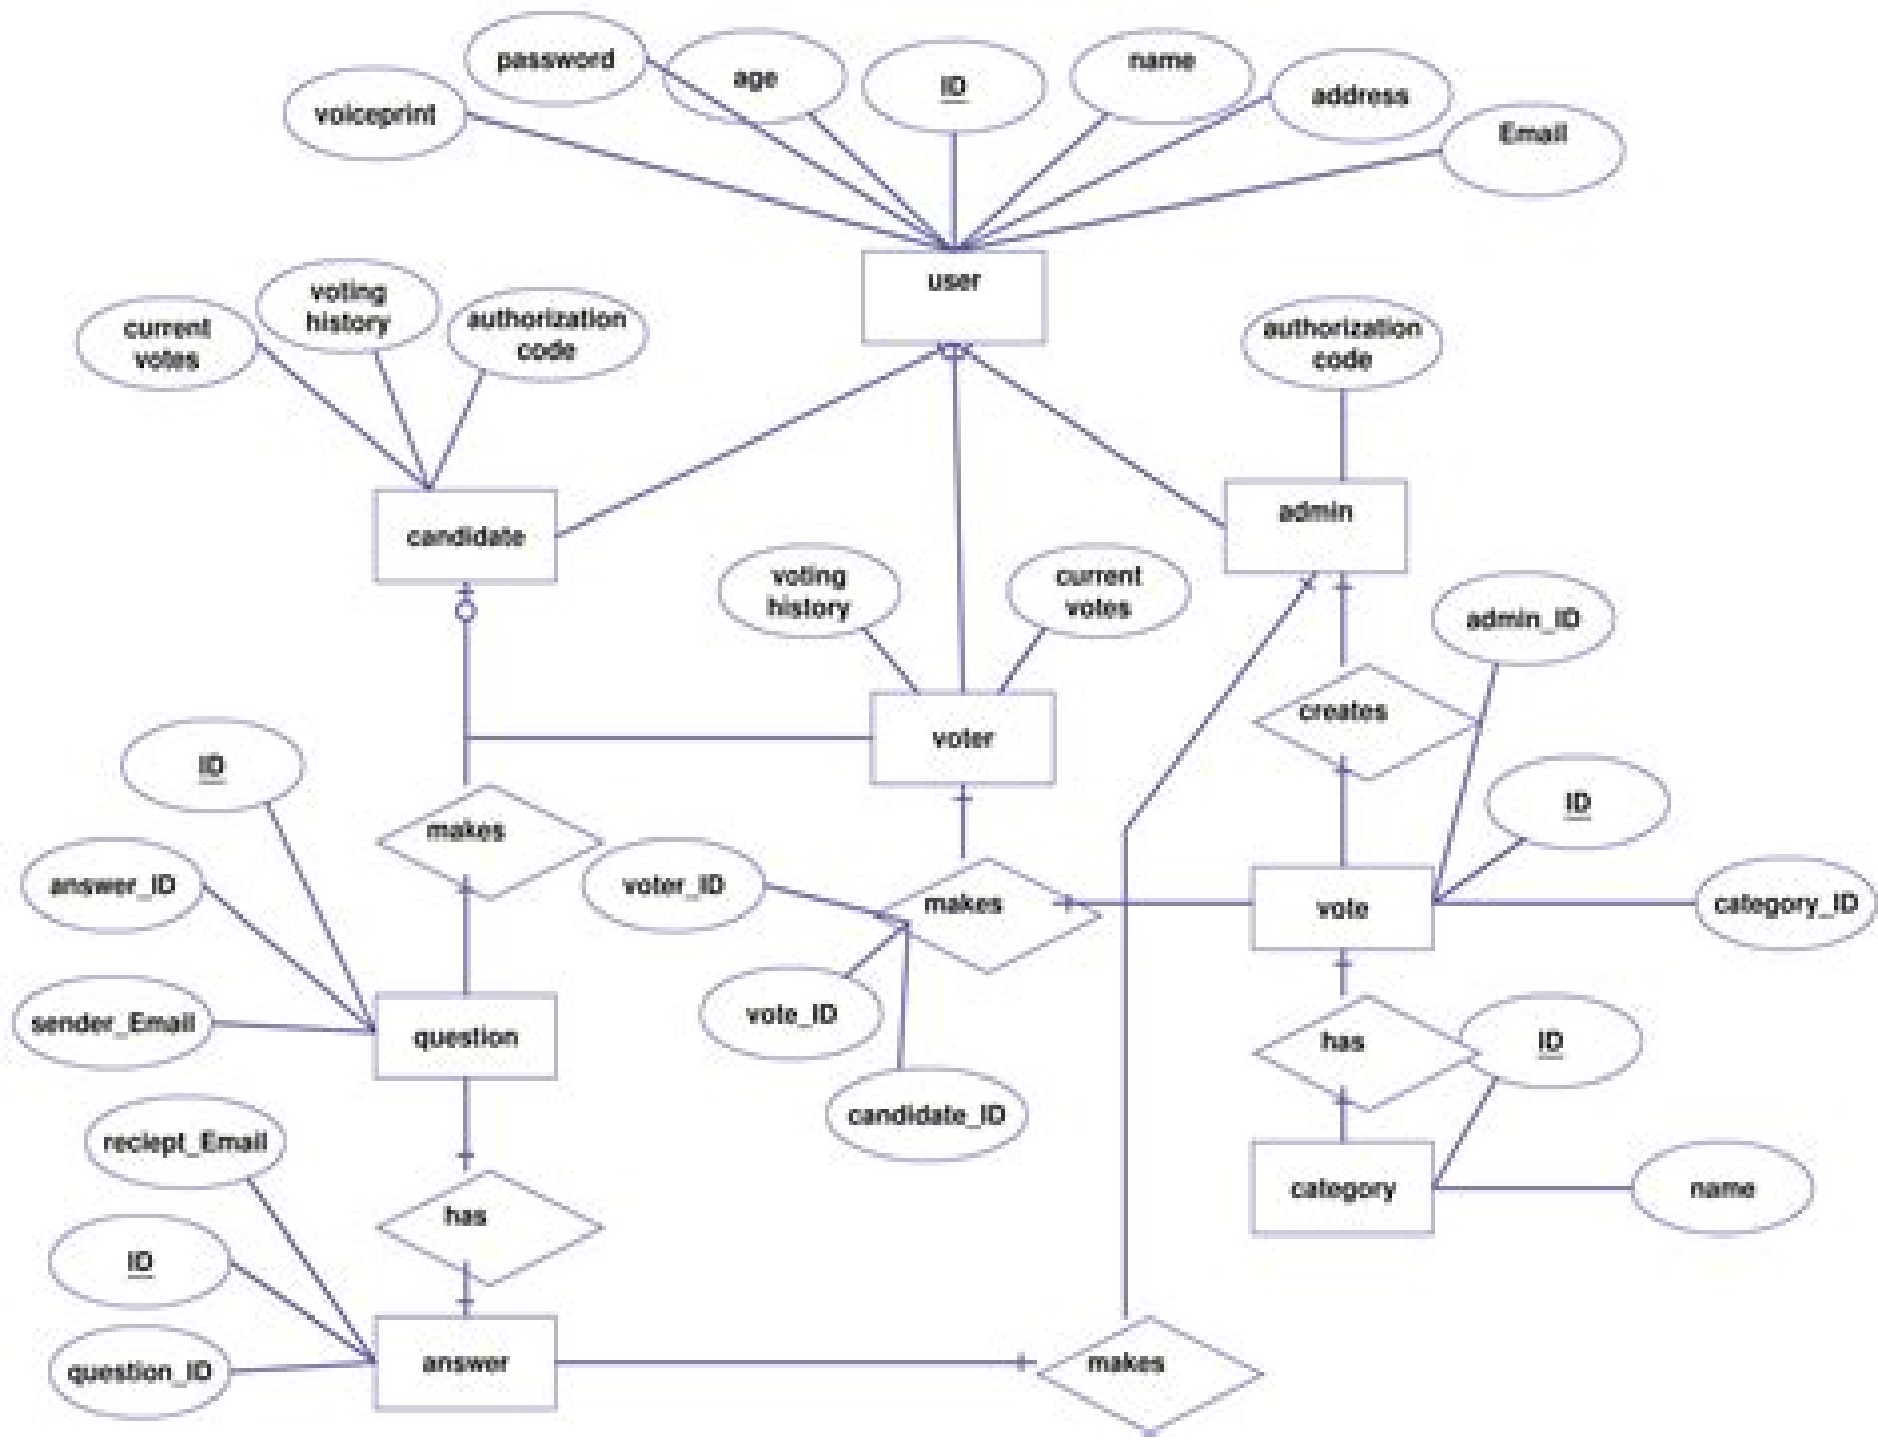 password
age
ID
name
address
voiceprint
Email
user
voting
history
authorization
code
current
votes
authorization
code
candidate
admin
voting
history
current
votes
admin_ID
creates
voter
ID
ID
makes
answer_ID
voter_ID
makes
vote
category_ID
sender_Email
question
vote_ID
has
ID
candidate_ID
reciept_Email
category
name
has
ID
question_ID
answer
makes